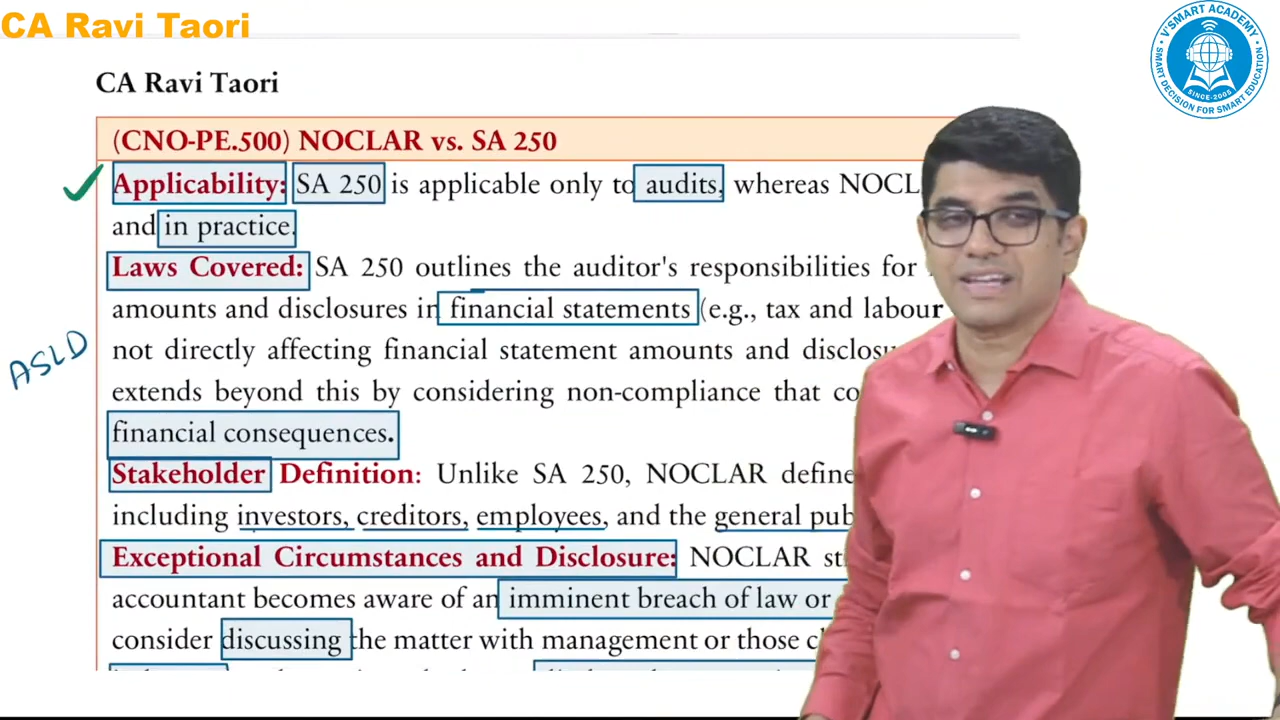 CA Ravi Taori
V'SMART ACADEMY
SMART DECISION FOR SMART EDUCATION
SINCE-2005
CA Ravi Taori
(CNO-PE.500) NOCLAR vs. SA 250
Applicability: SA 250 is applicable only to audits, whereas NOCL
and in practice.
Laws Covered: SA 250 outlines the auditor's responsibilities for
amounts and disclosures in financial statements (e.g., tax and labour
not directly affecting financial statement amounts and disclosu
extends beyond this by considering non-compliance that co
financial consequences.
ASLD
Stakeholder Definition: Unlike SA 250, NOCLAR define
including investors, creditors, employees, and the general pub
Exceptional Circumstances and Disclosure: NOCLAR st
accountant becomes aware of an imminent breach of law or
consider discussing the matter with management or those c